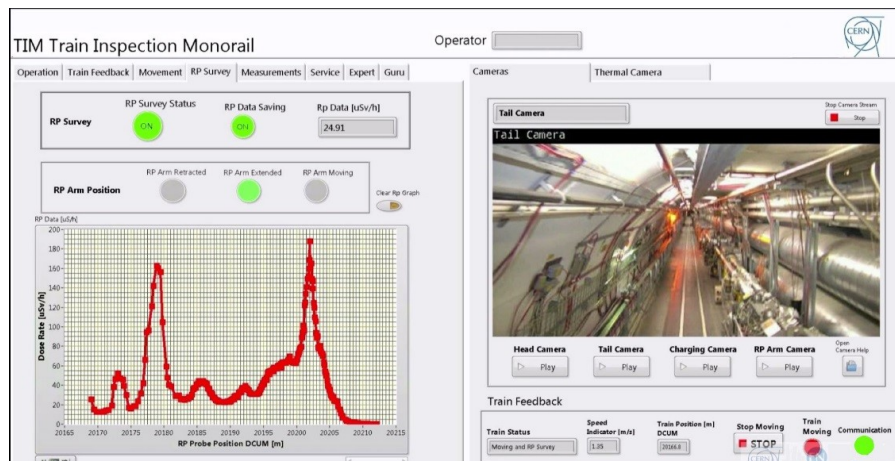 TIM Train Inspection Monorail
Operator
CERN
Operation Train Feedback Movement RP Survey Measurements Service Expert Guru
Cameras Thermal Camera
RP Survey
RP Survey Status
ON
RP Data Saving
ON
Rp Data [uSv/h]
24.91
RP Arm Position
RP Arm Retracted
RP Arm Extended
RP Arm Moving
Clear Rp Graph
RP Data [uS/h]
Dose Rate [uSv/h]
200
180
160
140
120
100
80
60
40
20
0
20165 20170 20175 20180 20185 20190 20195 20200 20205 20210 20215
RP Probe Position DCUM [m]
Tail Camera
Stop Camera Stream
Stop
Tail Camera
Head Camera
Play
Tail Camera
Play
Charging Camera
Play
RP Arm Camera
Play
Open
Camera Help
Train Feedback
Train Status
Moving and RP Survey
Speed
Indicator [m/s]
1.35
Train Position [m]
DCUM
20166.8
Stop Moving
STOP
Train
Moving
Communication
CERN